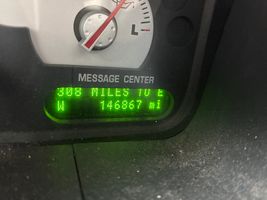 L
MESSAGE CENTER
308 MILES TO E
W 146867 mi